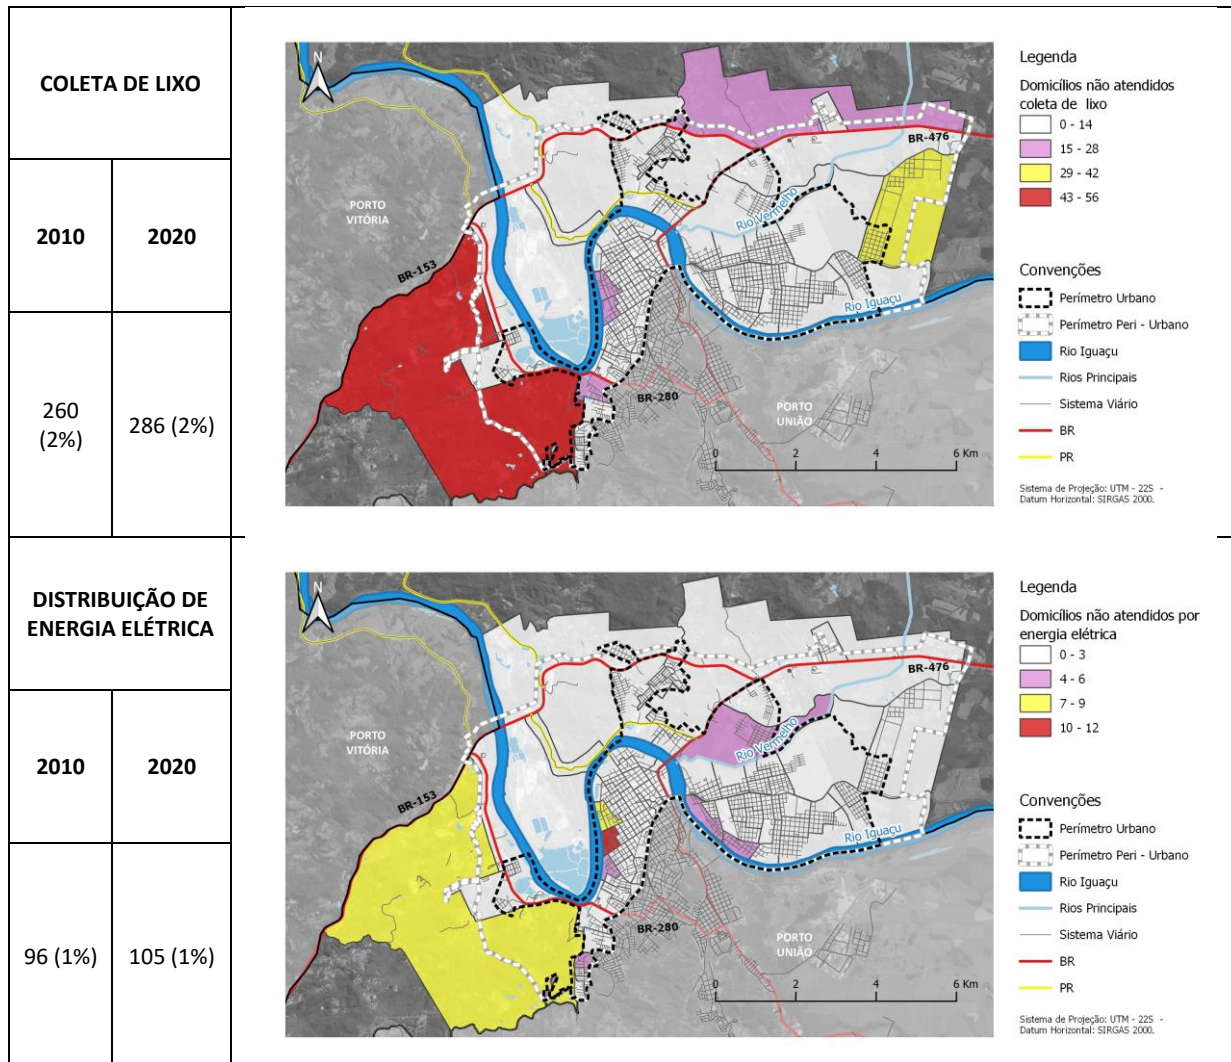 COLETA DE LIXO
2010
2020
260
(2%)
286 (2%)
N
PORTO
VITÓRIA
BR-153
BR-476
Rio Vermelho
Rio Iguaçu
BR-280
PORTO
UNIÃO
0 2 4 6 Km
Legenda
Domicílios não atendidos
coleta de lixo
0 - 14
15 - 28
29 - 42
43 - 56
Convenções
Perímetro Urbano
Perímetro Peri - Urbano
Rio Iguaçu
Rios Principais
Sistema Viário
BR
PR
Sistema de Projeção: UTM - 22S -
Datum Horizontal: SIRGAS 2000.
DISTRIBUIÇÃO DE
ENERGIA ELÉTRICA
2010
2020
96 (1%)
105 (1%)
N
PORTO
VITÓRIA
BR-153
BR-476
Rio Vermelho
Rio Iguaçu
BR-280
PORTO
UNIÃO
0 2 4 6 Km
Legenda
Domicílios não atendidos por
energia elétrica
0 - 3
4 - 6
7 - 9
10 - 12
Convenções
Perímetro Urbano
Perímetro Peri - Urbano
Rio Iguaçu
Rios Principais
Sistema Viário
BR
PR
Sistema de Projeção: UTM - 22S -
Datum Horizontal: SIRGAS 2000.